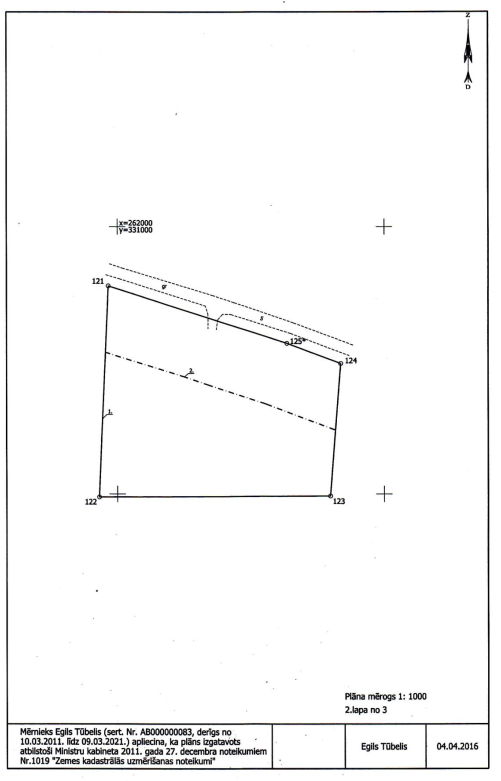 Z
D
x=262000
y=331000
121
125*
124
2.
1.
122
123
Plāna mērogs 1: 1000
2.lapa no 3
Mērnieks Egils Tūbelis (sert. Nr. AB000000083, derīgs no
10.03.2011. līdz 09.03.2021.) apliecina, ka plāns izgatavots
atbilstoši Ministru kabineta 2011. gada 27. decembra noteikumiem
Nr.1019 "Zemes kadastrālās uzmērīšanas noteikumi"
Egils Tūbelis
04.04.2016